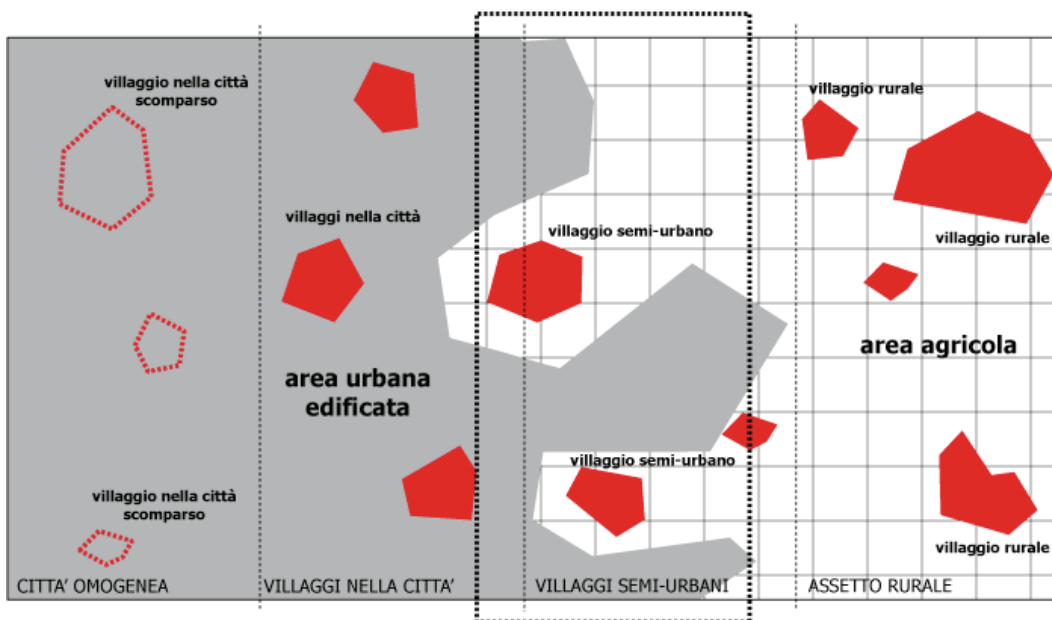 villaggio nella città
scomparso
villaggio rurale
villaggi nella città
villaggio semi-urbano
villaggio rurale
area agricola
area urbana
edificata
villaggio semi-urbano
villaggio nella città
scomparso
villaggio rurale
CITTA' OMOGENEA
VILLAGGI NELLA CITTA'
VILLAGGI SEMI-URBANI
ASSETTO RURALE